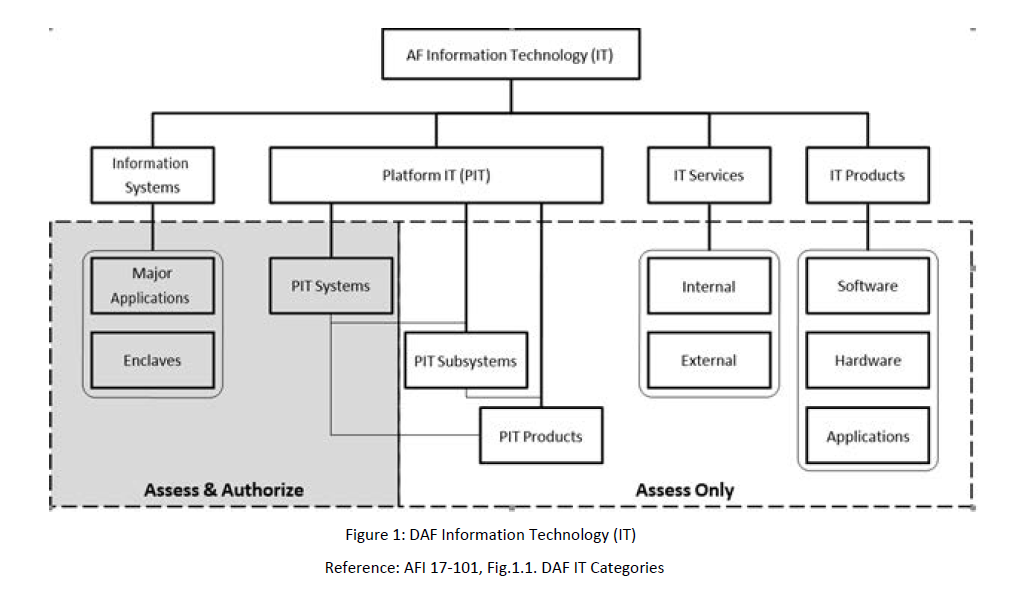 AF Information Technology (IT)
Information
Systems
Platform IT (PIT)
IT Services
IT Products
Major
Applications
PIT Systems
Internal
Software
Enclaves
PIT Subsystems
External
Hardware
PIT Products
Applications
Assess & Authorize
Assess Only
Figure 1: DAF Information Technology (IT)
Reference: AFI 17-101, Fig.1.1. DAF IT Categories